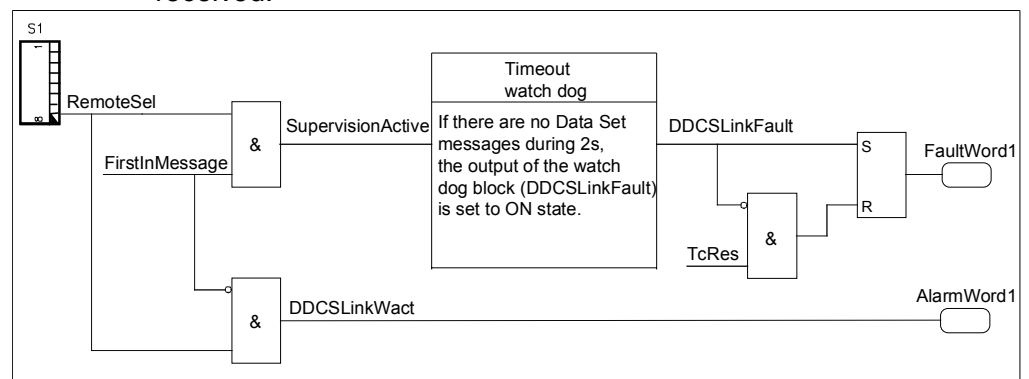 received.
S1
1
8
RemoteSel
FirstInMessage
&
SupervisionActive
Timeout
watch dog
If there are no Data Set
messages during 2s,
the output of the watch
dog block (DDCSLinkFault)
is set to ON state.
DDCSLinkFault
S
R
FaultWord1
&
TcRes
&
DDCSLinkWact
AlarmWord1